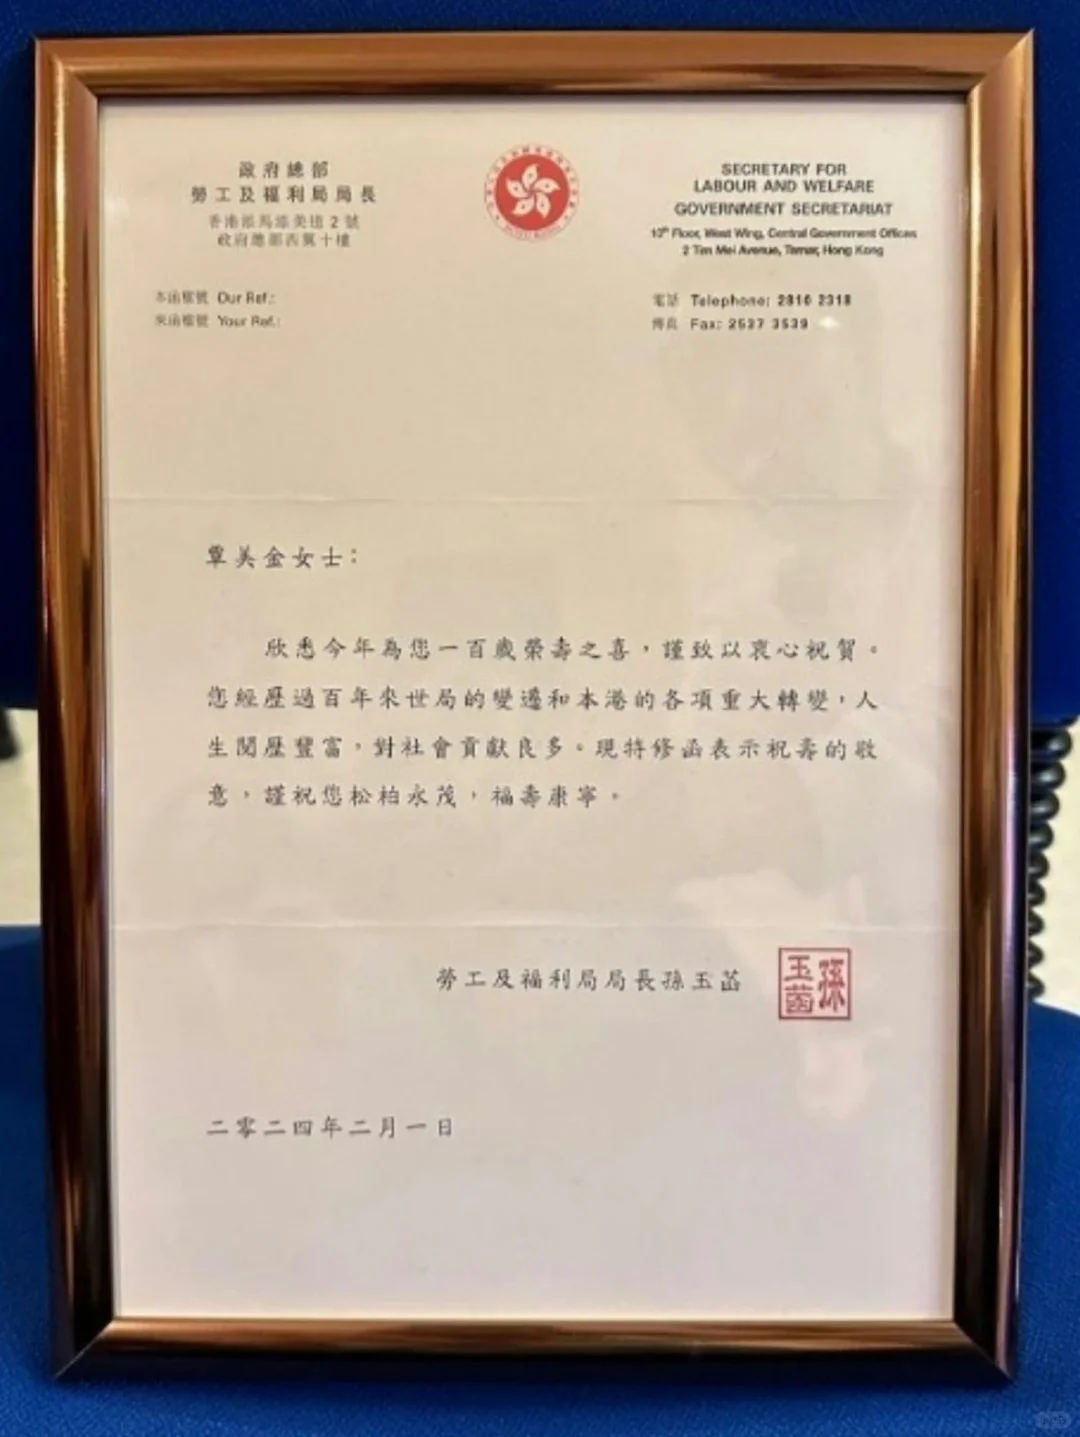 政府總部
勞工及福利局局長
香港添馬添美道 2 號
政府總部西翼十樓
SECRETARY FOR
LABOUR AND WELFARE
GOVERNMENT SECRETARIAT
10th Floor, West Wing, Central Government Offices
2 Tim Mei Avenue, Tamar, Hong Kong
本函檔號 Our Ref.:
來函檔號 Your Ref.:
電話 Telephone: 2810 2318
傳真 Fax: 2537 3539
覃美金女士：
欣悉今年為您一百歲榮壽之喜，謹致以衷心祝賀。
您經歷過百年來世局的變遷和本港的各項重大轉變，人
生閱歷豐富，對社會貢獻良多。現特修函表示祝壽的敬
意，謹祝您松柏永茂，福壽康寧。
勞工及福利局局長孫玉菡
孫玉菡
二零二四年二月一日